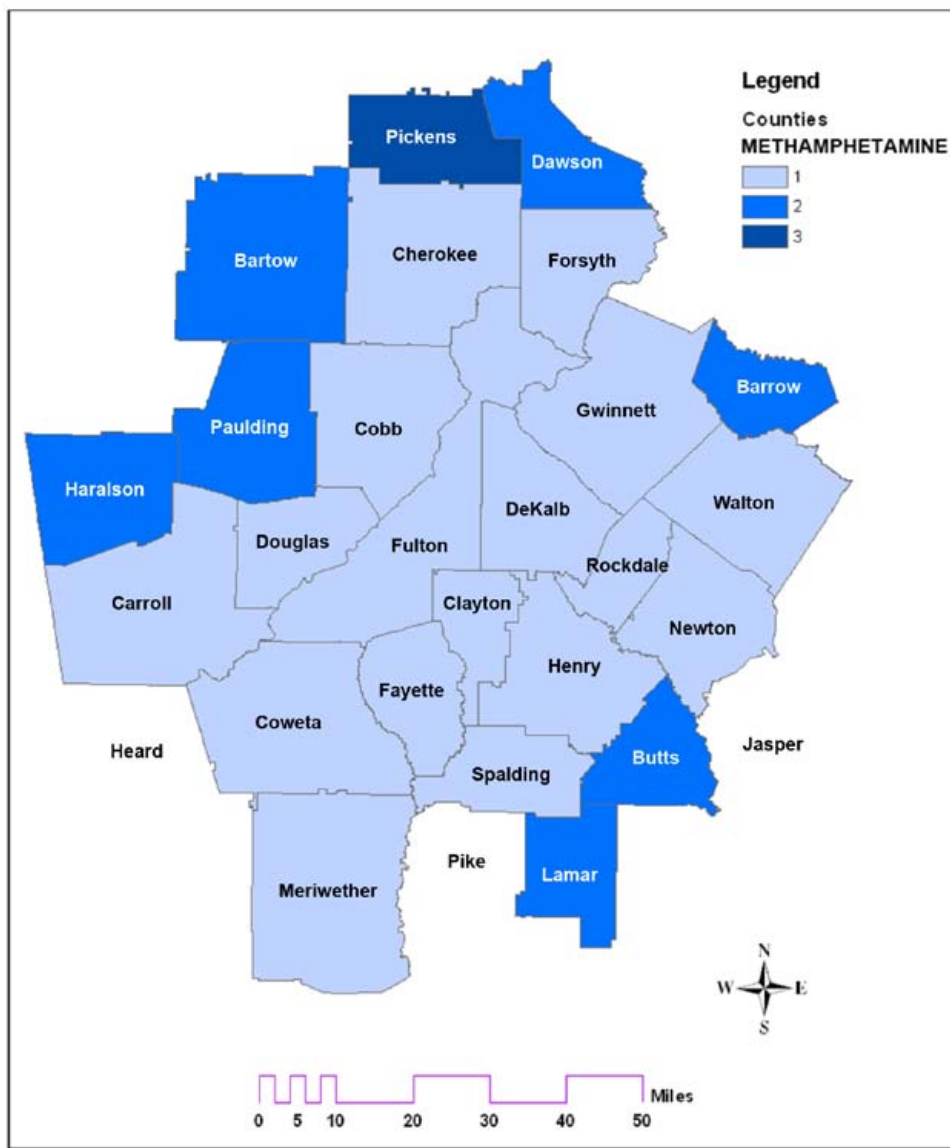 Legend
Counties
METHAMPHETAMINE
1
2
3
Pickens
Dawson
Bartow
Cherokee
Forsyth
Barrow
Gwinnett
Paulding
Cobb
Haralson
Walton
DeKalb
Douglas
Fulton
Rockdale
Carroll
Clayton
Newton
Henry
Fayette
Coweta
Heard
Jasper
Butts
Spalding
Pike
Lamar
Meriwether
N
W E
S
Miles
0 5 10 20 30 40 50